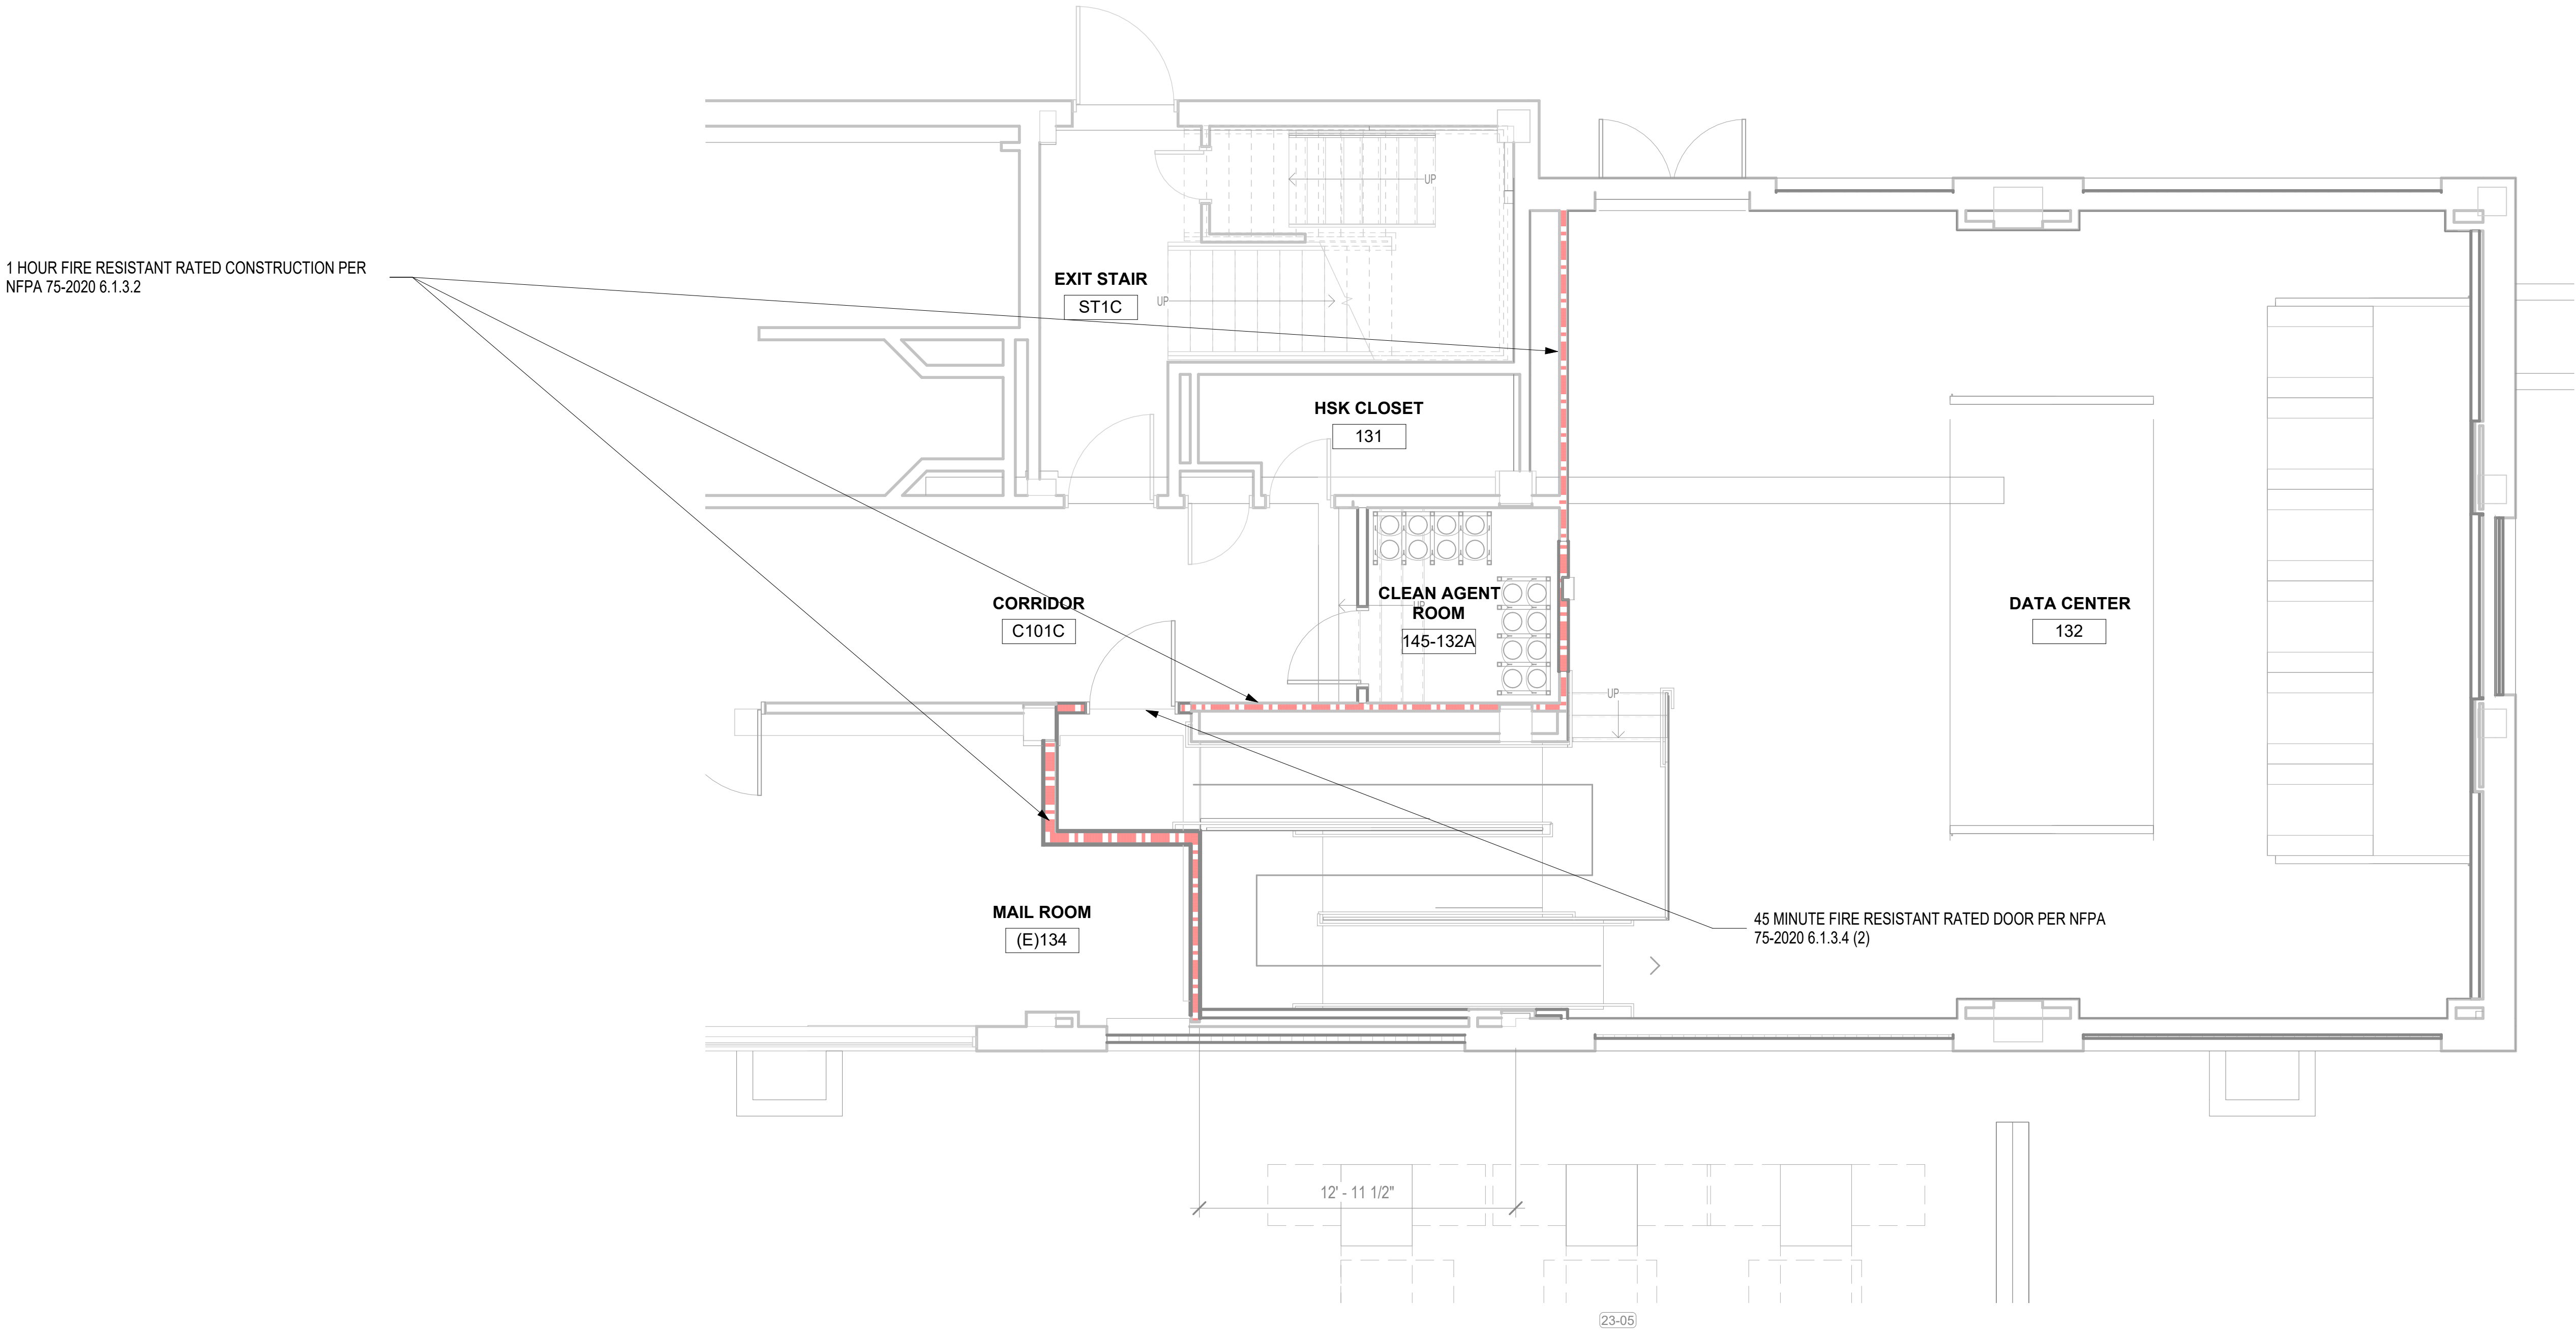 UP
1 HOUR FIRE RESISTANT RATED CONSTRUCTION PER
NFPA 75-2020 6.1.3.2
EXIT STAIR
ST1C
UP
HSK CLOSET
131
CLEAN AGENT
ROOM
145-132A
UP
CORRIDOR
C101C
DATA CENTER
132
UP
MAIL ROOM
(E)134
45 MINUTE FIRE RESISTANT RATED DOOR PER NFPA
75-2020 6.1.3.4 (2)
12' - 11 1/2"
23-05